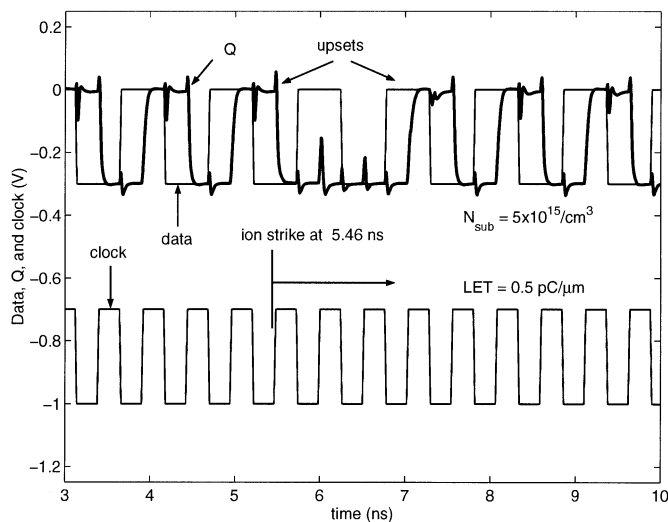 0.2
0
−0.2
−0.4
−0.6
−0.8
−1
−1.2
Data, Q, and clock (V)
Q
upsets
data
clock
ion strike at 5.46 ns
N_sub = 5x10^15/cm^3
LET = 0.5 pC/μm
3 4 5 6 7 8 9 10
time (ns)